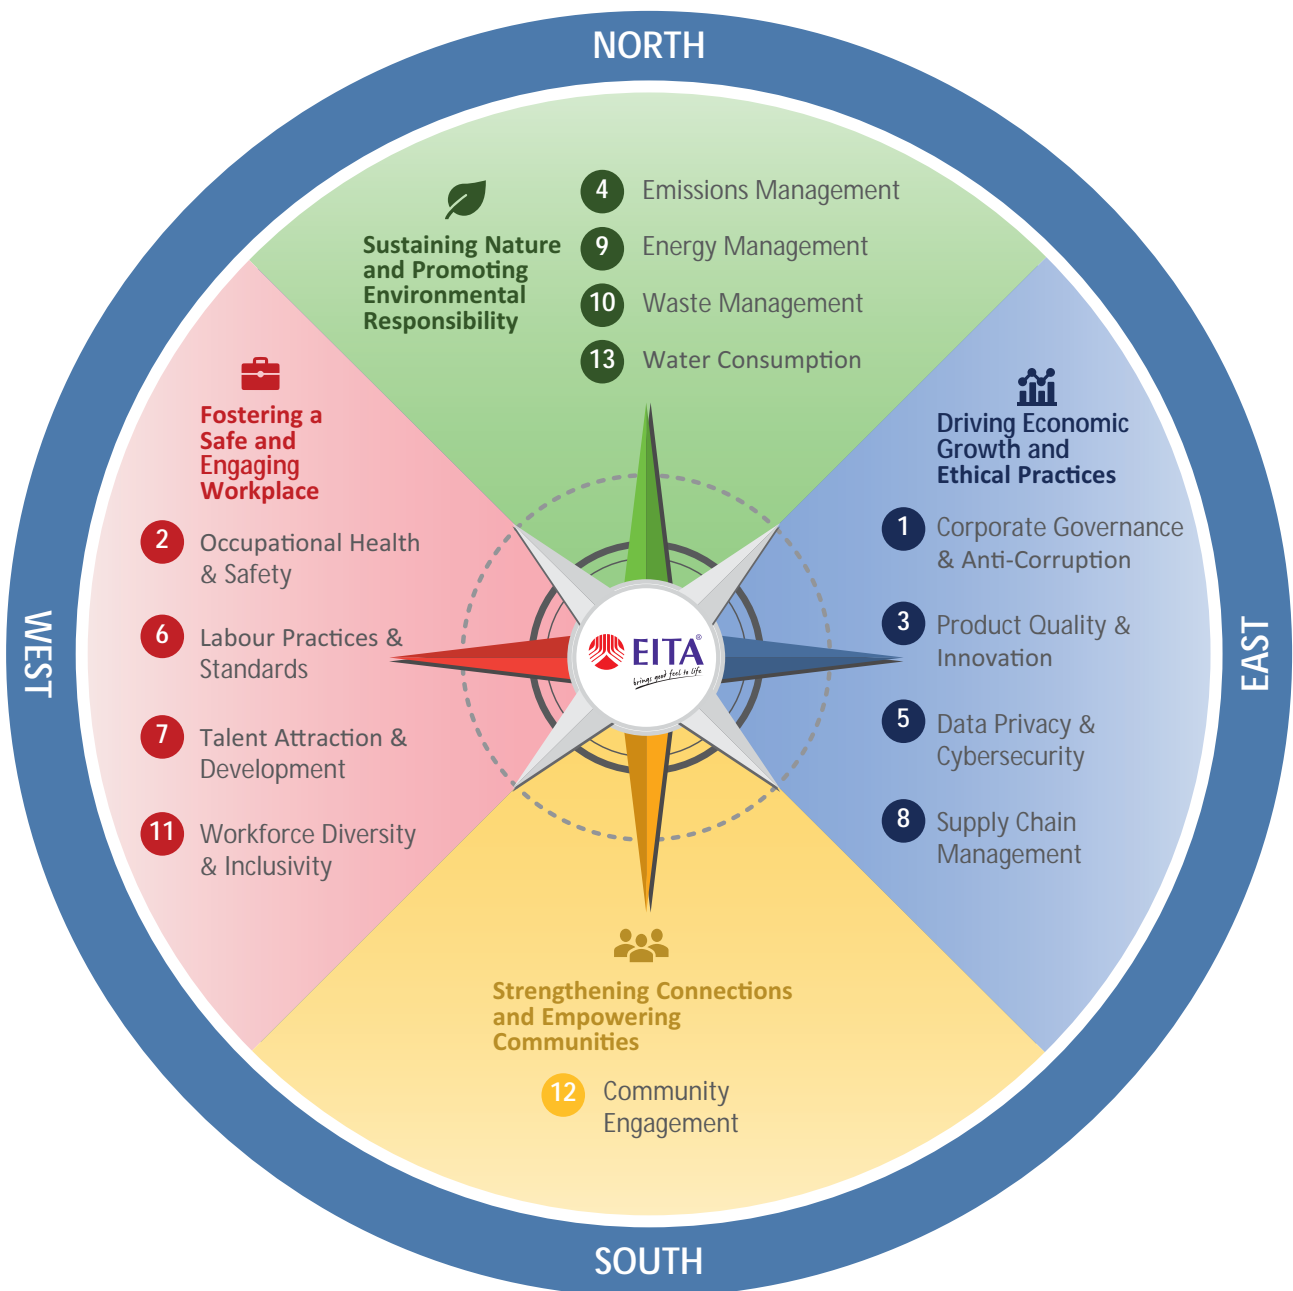 NORTH
Sustaining Nature
and Promoting
Environmental
Responsibility
4 Emissions Management
9 Energy Management
10 Waste Management
13 Water Consumption
WEST
Fostering a
Safe and
Engaging
Workplace
2 Occupational Health
& Safety
6 Labour Practices &
Standards
7 Talent Attraction &
Development
11 Workforce Diversity
& Inclusivity
EITA®
brings good feel to life
Driving Economic
Growth and
Ethical Practices
1 Corporate Governance
& Anti-Corruption
3 Product Quality &
Innovation
5 Data Privacy &
Cybersecurity
8 Supply Chain
Management
EAST
Strengthening Connections
and Empowering
Communities
12 Community
Engagement
SOUTH